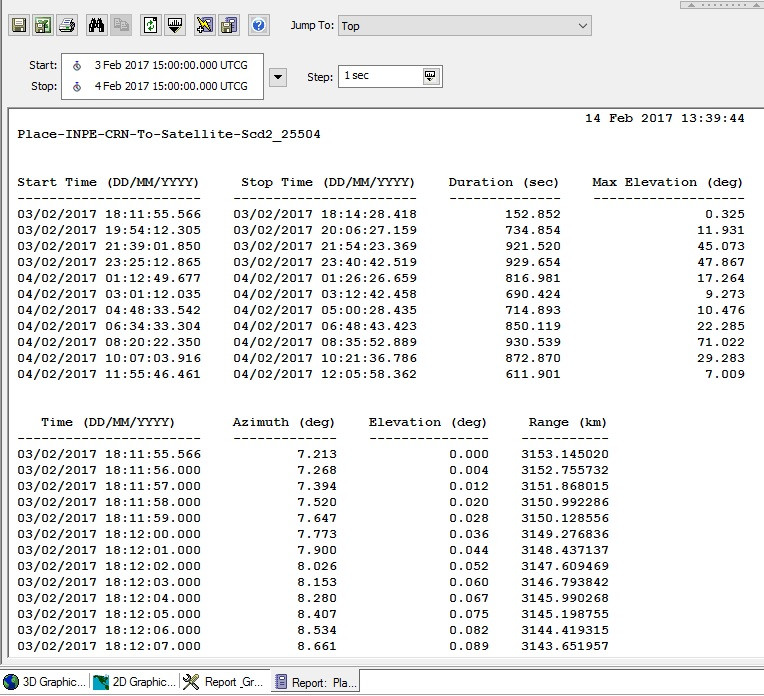 Jump To: Top
Start: 3 Feb 2017 15:00:00.000 UTCG
Stop: 4 Feb 2017 15:00:00.000 UTCG
Step: 1 sec
14 Feb 2017 13:39:44
Place-INPE-CRN-To-Satellite-Scd2_25504
Start Time (DD/MM/YYYY) Stop Time (DD/MM/YYYY) Duration (sec) Max Elevation (deg)
----------------------- ----------------------- -------------- -------------------
03/02/2017 18:11:55.566 03/02/2017 18:14:28.418 152.852 0.325
03/02/2017 19:54:12.305 03/02/2017 20:06:27.159 734.854 11.931
03/02/2017 21:39:01.850 03/02/2017 21:54:23.369 921.520 45.073
03/02/2017 23:25:12.865 03/02/2017 23:40:42.519 929.654 47.867
04/02/2017 01:12:49.677 04/02/2017 01:26:26.659 816.981 17.264
04/02/2017 03:01:12.035 04/02/2017 03:12:42.458 690.424 9.273
04/02/2017 04:48:33.542 04/02/2017 05:00:28.435 714.893 10.476
04/02/2017 06:34:33.304 04/02/2017 06:48:43.423 850.119 22.285
04/02/2017 08:20:22.350 04/02/2017 08:35:52.889 930.539 71.022
04/02/2017 10:07:03.916 04/02/2017 10:21:36.786 872.870 29.283
04/02/2017 11:55:46.461 04/02/2017 12:05:58.362 611.901 7.009
Time (DD/MM/YYYY) Azimuth (deg) Elevation (deg) Range (km)
----------------------- ------------- --------------- -----------
03/02/2017 18:11:55.566 7.213 0.000 3153.145020
03/02/2017 18:11:56.000 7.268 0.004 3152.755732
03/02/2017 18:11:57.000 7.394 0.012 3151.868015
03/02/2017 18:11:58.000 7.520 0.020 3150.992286
03/02/2017 18:11:59.000 7.647 0.028 3150.128556
03/02/2017 18:12:00.000 7.773 0.036 3149.276836
03/02/2017 18:12:01.000 7.900 0.044 3148.437137
03/02/2017 18:12:02.000 8.026 0.052 3147.609469
03/02/2017 18:12:03.000 8.153 0.060 3146.793842
03/02/2017 18:12:04.000 8.280 0.067 3145.990268
03/02/2017 18:12:05.000 8.407 0.075 3145.198755
03/02/2017 18:12:06.000 8.534 0.082 3144.419315
03/02/2017 18:12:07.000 8.661 0.089 3143.651957
3D Graphic... 2D Graphic... Report_Gr... Report: Pla...